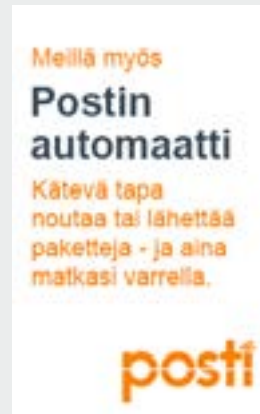 Meillä myös
Postin
automaatti
Kätevä tapa
noutaa tai lähettää
paketteja - ja aina
matkasi varrella.
posti